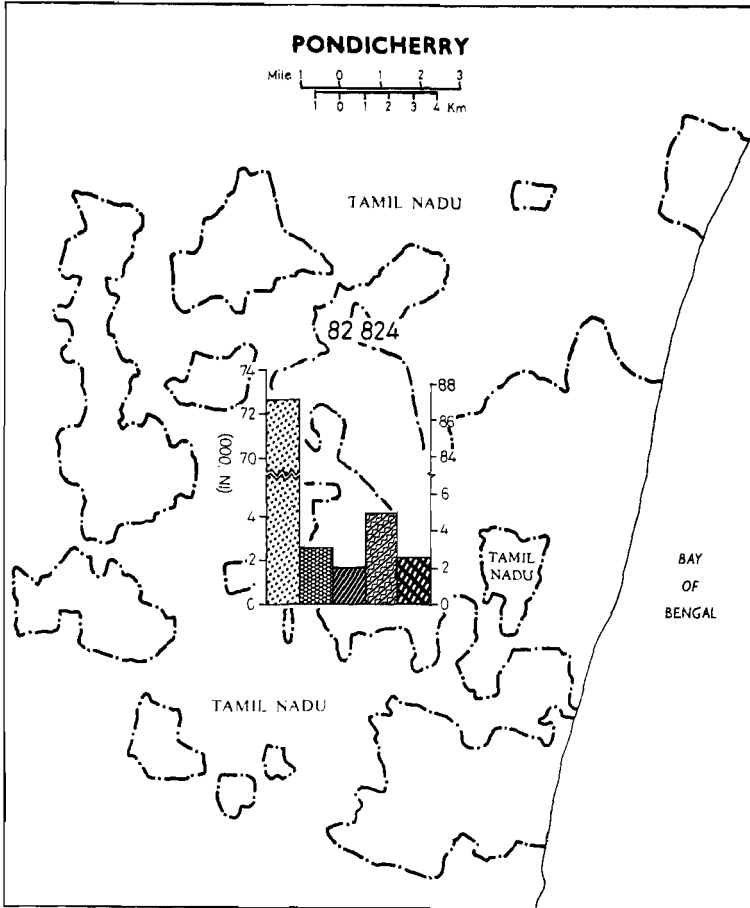 PONDICHERRY
Mile 1 0 1 2 3
1 0 1 2 3 4 Km
TAMIL NADU
82 824
74
72
70
4
2
0
(000, NI)
88
86
84
6
4
2
0
TAMIL
NADU
BAY
OF
BENGAL
TAMIL NADU